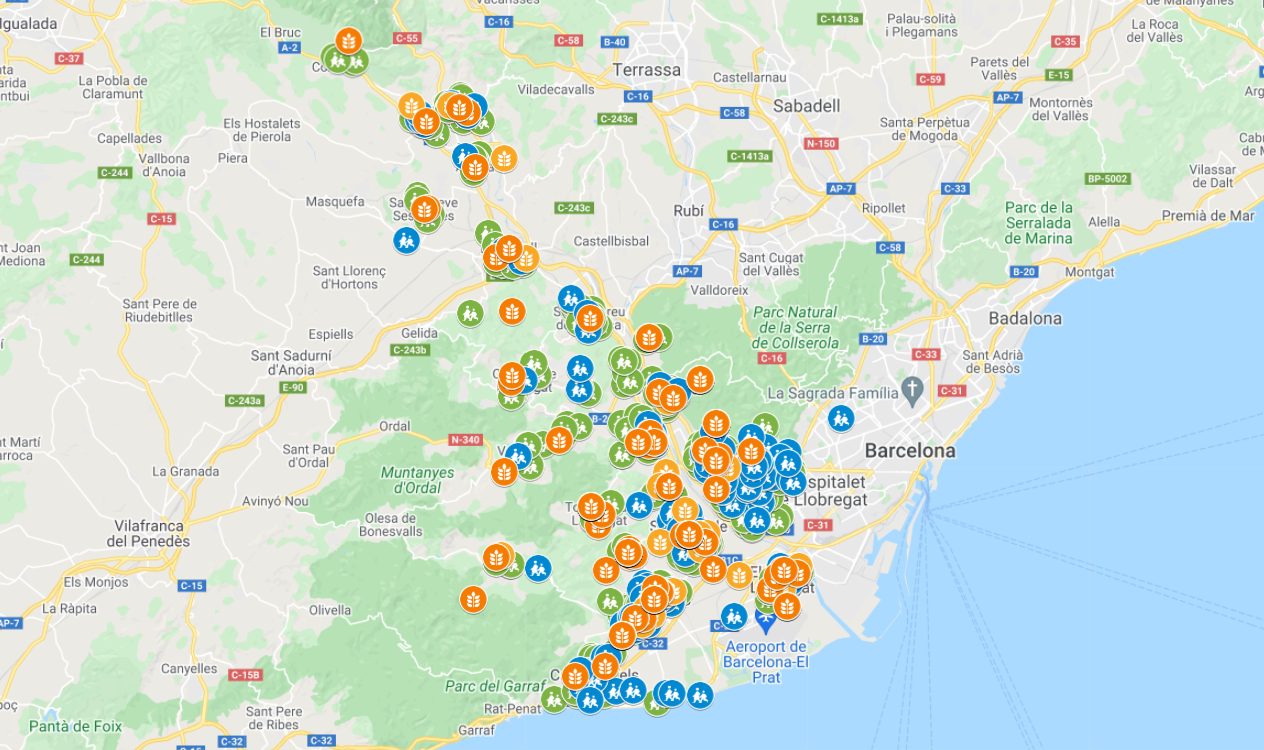 Vacarisses
Igualada
C-1413a
Palau-solità
i Plegamans
La Roca
del Vallès
C-16
El Bruc
A-2
C-55
C-58
B-40
C-35
C-37
Terrassa
Castellarnau
Parets del
Vallès
E-15
C-59
La Pobla de
Claramunt
Viladecavalls
C-16
Sabadell
AP-7
Montornès
del Vallès
C-58
C-243c
Els Hostalets
de Pierola
Santa Perpètua
de Mogoda
Capellades
N-150
Vallbona
d'Anoia
Piera
C-1413a
C-244
AP-7
C-33
BP-5002
Vilassar
de Dalt
Masquefa
C-243c
Rubí
Ripollet
Parc de la
Serralada
de Marina
Alella
Premià de Mar
C-15
C-16
Castellbisbal
C-58
nt Joan
Mediona
C-244
Sant Llorenç
d'Hortons
AP-7
Sant Cugat
del Vallès
B-20
Montgat
Valldoreix
Sant Pere de
Riudebitlles
Parc Natural
de la Serra
de Collserola
Badalona
Espiells
Gelida
B-20
C-243b
C-33
Sant Sadurní
d'Anoia
C-16
Sant Adrià
de Besòs
E-90
La Sagrada Família
C-31
C-243a
Ordal
N-340
Barcelona
Sant Pau
d'Ordal
La Granada
Muntanyes
d'Ordal
Avinyó Nou
Olesa de
Bonesvalls
C-31
Vilafranca
del Penedès
Els Monjos
C-15
La Ràpita
Olivella
AP-7
C-32
Aeroport de
Barcelona-El
Prat
Canyelles
C-15B
Parc del Garraf
Rat-Penat
Sant Pere
de Ribes
Garraf
Pantà de Foix
C-32
C-32
C-15